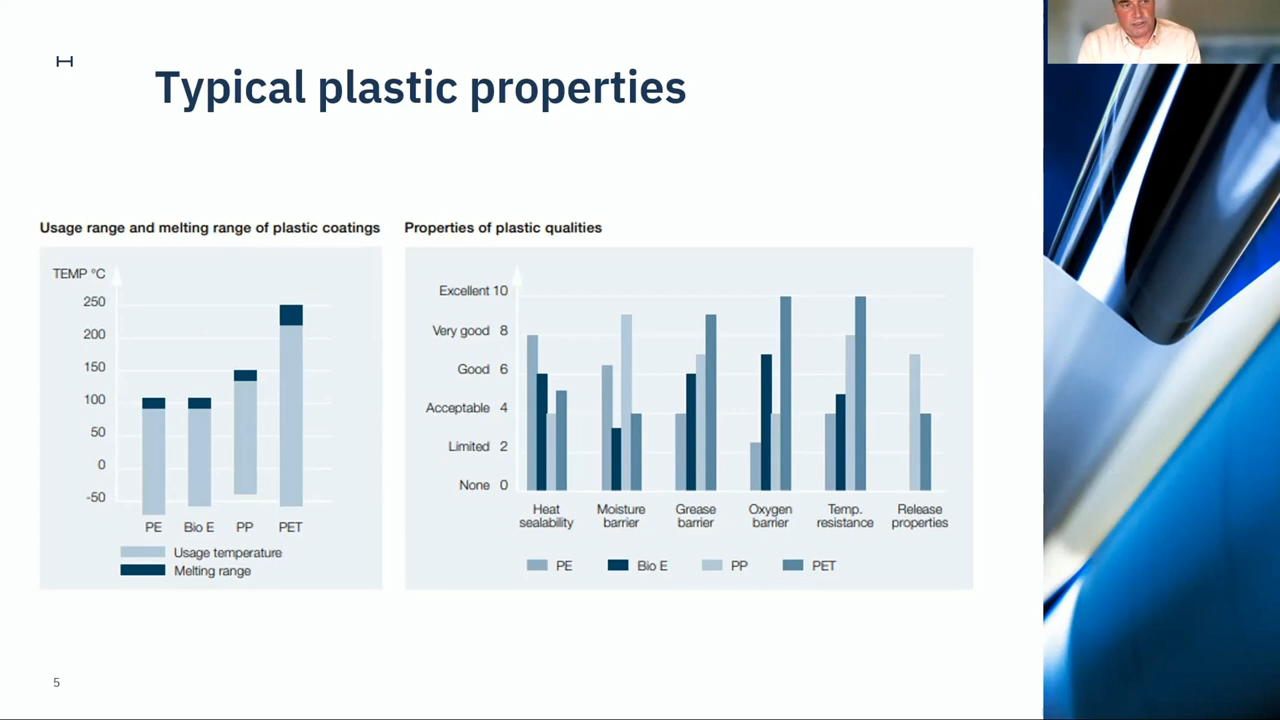 Typical plastic properties
Usage range and melting range of plastic coatings
TEMP °C
250
200
150
100
50
0
-50
PE Bio E PP PET
Usage temperature
Melting range
Properties of plastic qualities
Excellent 10
Very good 8
Good 6
Acceptable 4
Limited 2
None 0
Heat sealability
Moisture barrier
Grease barrier
Oxygen barrier
Temp. resistance
Release properties
PE Bio E PP PET
5